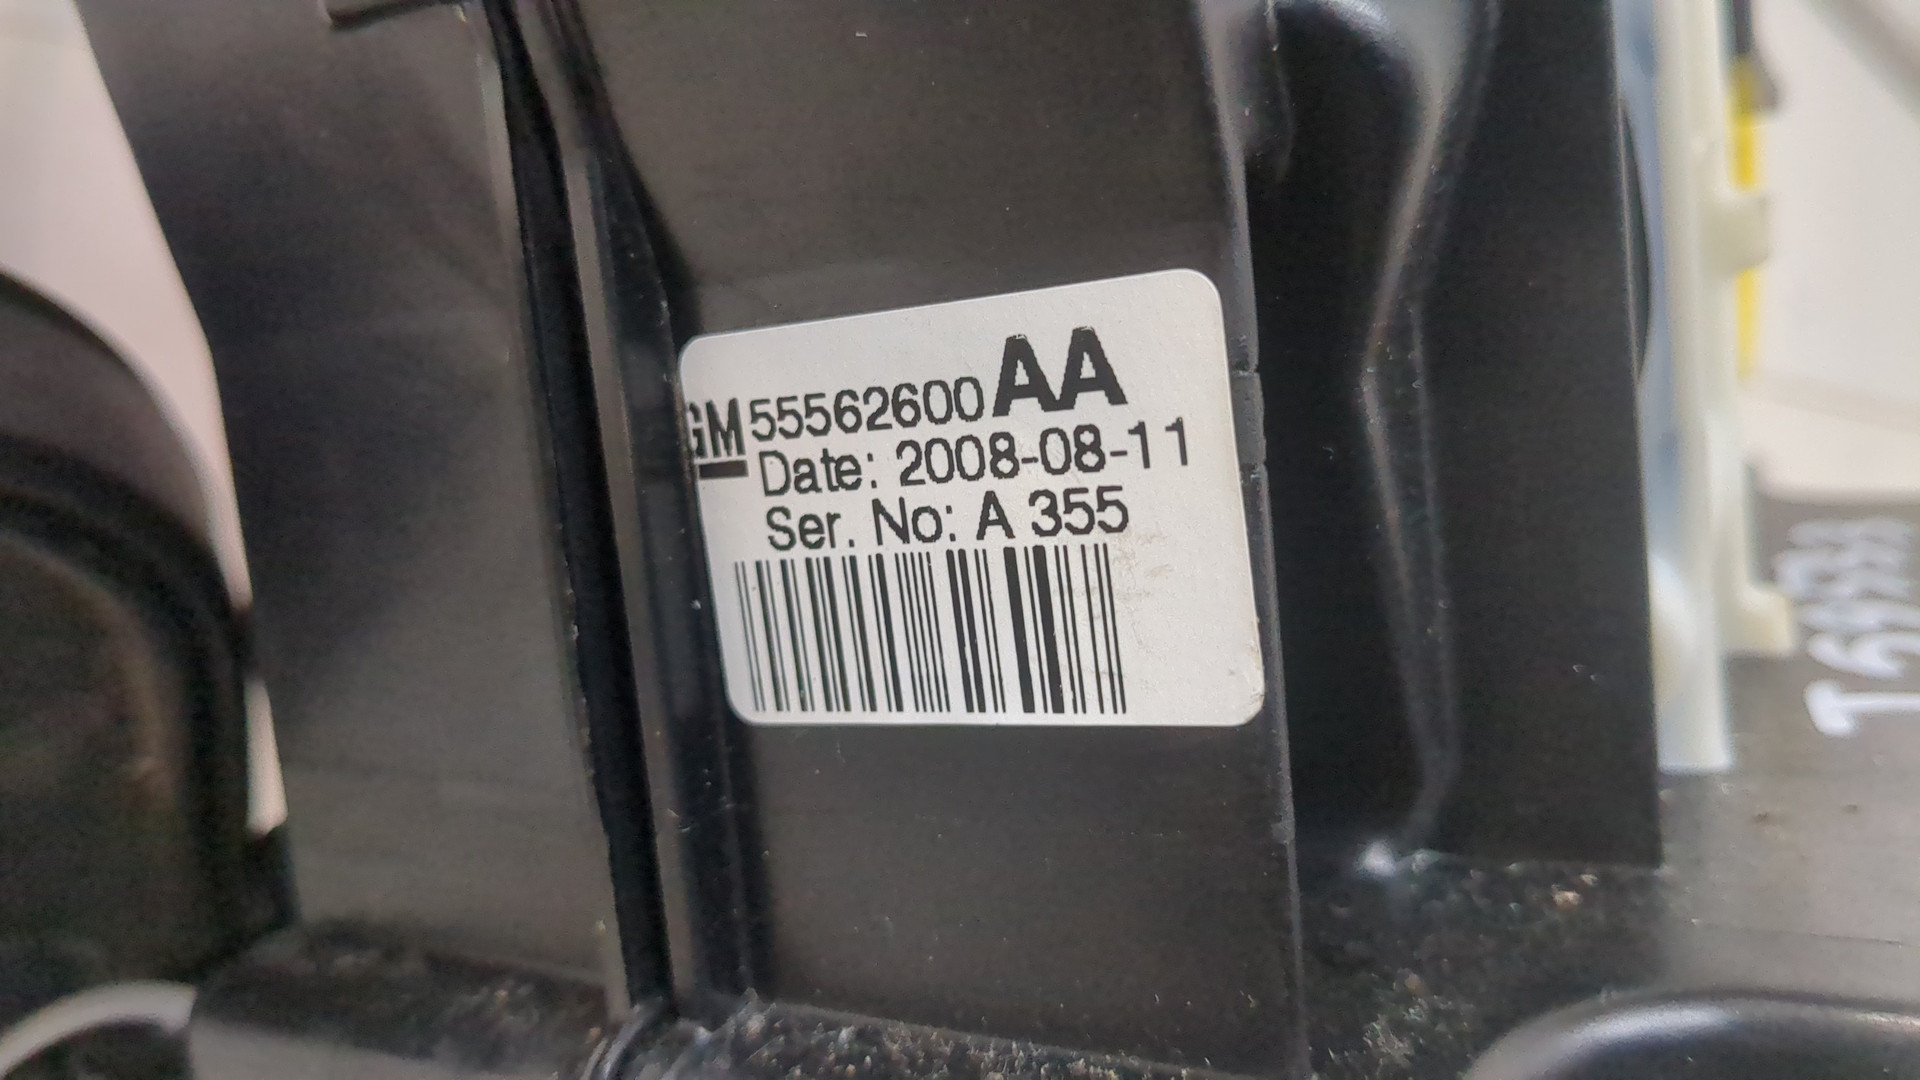 GM 55562600 AA
Date: 2008-08-11
Ser. No: A 355